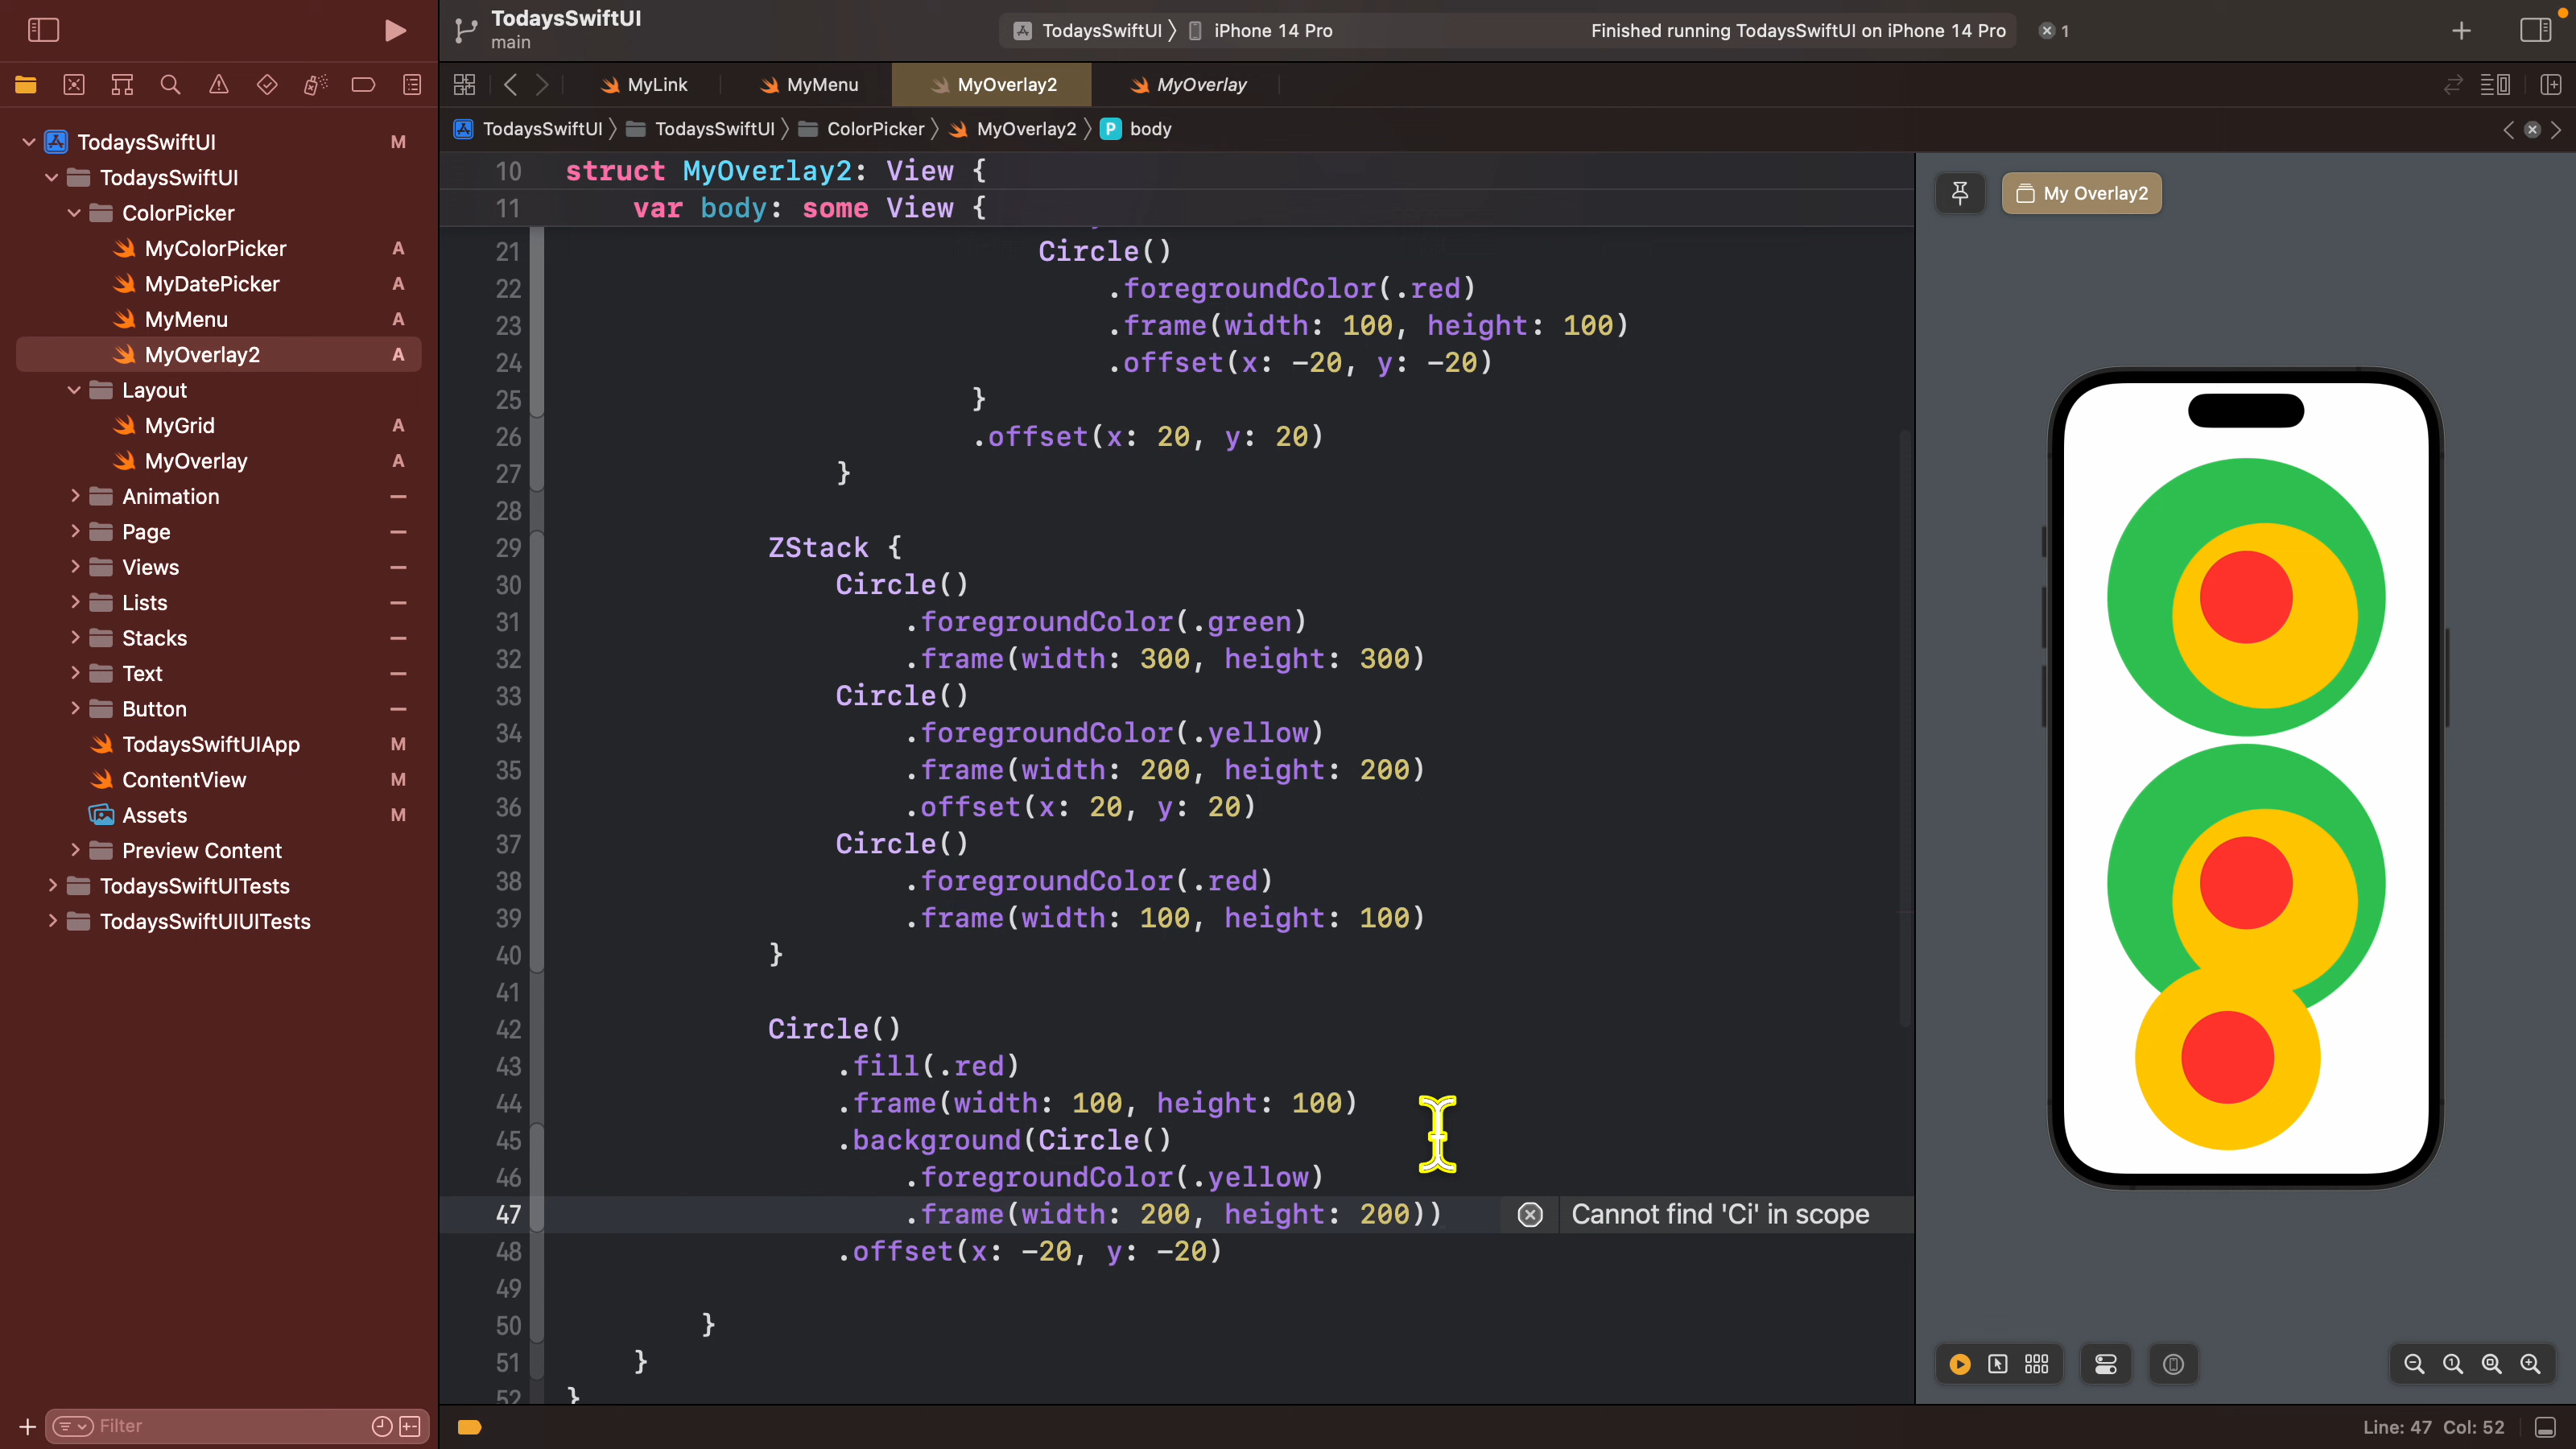 TodaysSwiftUI
main
TodaysSwiftUI
iPhone 14 Pro
Finished running TodaysSwiftUI on iPhone 14 Pro
1
MyLink
MyMenu
MyOverlay2
MyOverlay
TodaysSwiftUI
TodaysSwiftUI
ColorPicker
MyOverlay2
P
body
TodaysSwiftUI M
TodaysSwiftUI
ColorPicker
MyColorPicker A
MyDatePicker A
MyMenu A
MyOverlay2 A
Layout
MyGrid A
MyOverlay A
Animation
Page
Views
Lists
Stacks
Text
Button
TodaysSwiftUIApp M
ContentView M
Assets M
Preview Content
TodaysSwiftUITests
TodaysSwiftUIUITests
Filter
10 struct MyOverlay2: View {
11 var body: some View {
21 Circle()
22 .foregroundColor(.red)
23 .frame(width: 100, height: 100)
24 .offset(x: -20, y: -20)
25 }
26 .offset(x: 20, y: 20)
27 }
28
29 ZStack {
30 Circle()
31 .foregroundColor(.green)
32 .frame(width: 300, height: 300)
33 Circle()
34 .foregroundColor(.yellow)
35 .frame(width: 200, height: 200)
36 .offset(x: 20, y: 20)
37 Circle()
38 .foregroundColor(.red)
39 .frame(width: 100, height: 100)
40 }
41
42 Circle()
43 .fill(.red)
44 .frame(width: 100, height: 100)
45 .background(Circle()
46 .foregroundColor(.yellow)
47 .frame(width: 200, height: 200)) Cannot find 'Ci' in scope
48 .offset(x: -20, y: -20)
49
50 }
51 }
52 }
My Overlay2
Line: 47 Col: 52